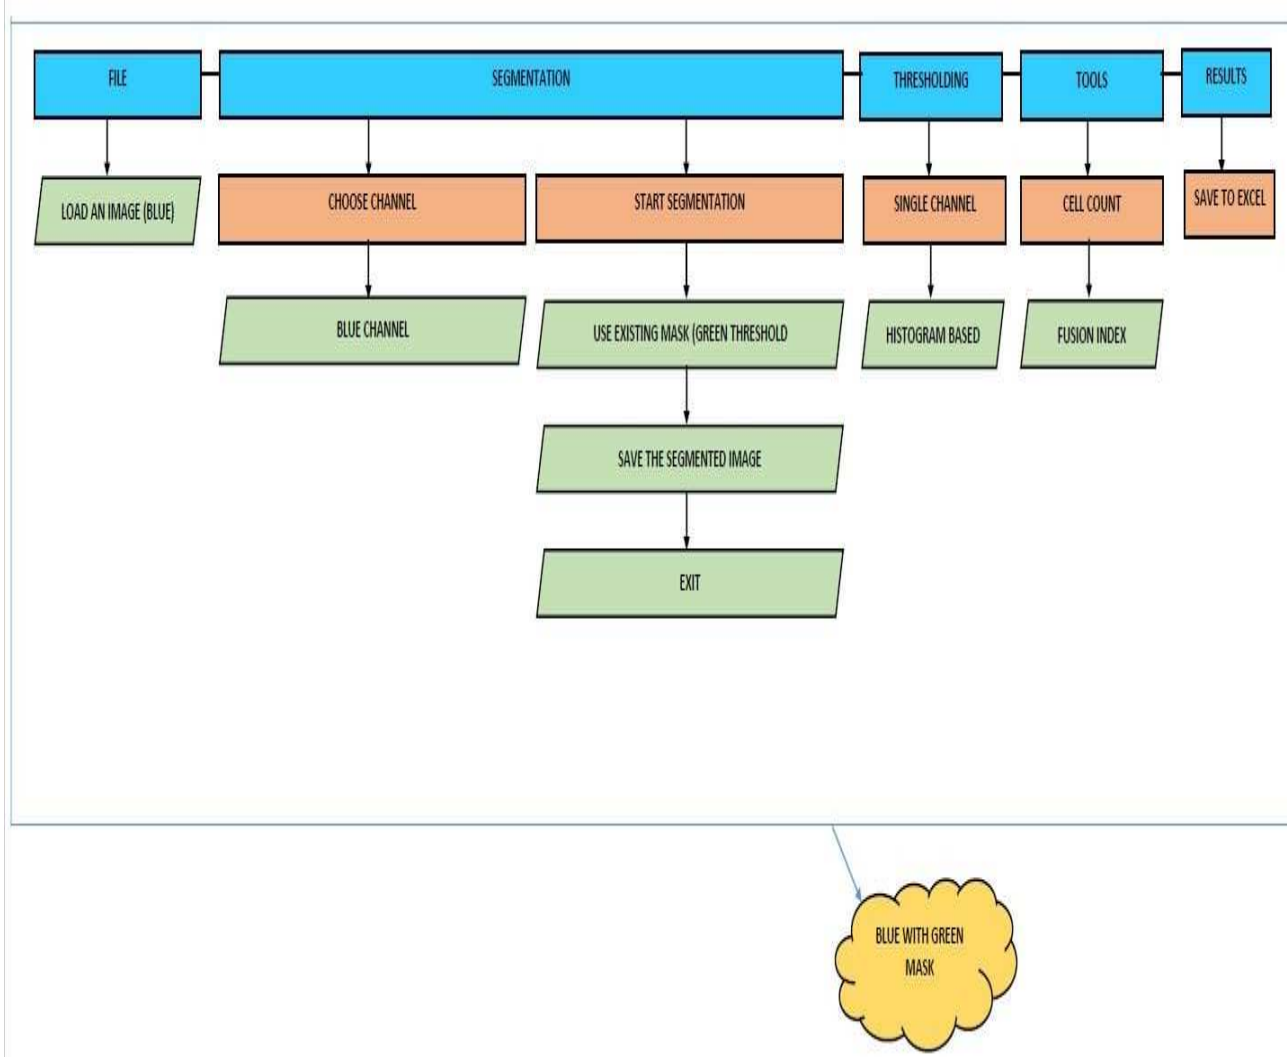 FILE
SEGMENTATION
THRESHOLDING
TOOLS
RESULTS
LOAD AN IMAGE (BLUE)
CHOOSE CHANNEL
START SEGMENTATION
SINGLE CHANNEL
CELL COUNT
SAVE TO EXCEL
BLUE CHANNEL
USE EXISTING MASK (GREEN THRESHOLD
HISTOGRAM BASED
FUSION INDEX
SAVE THE SEGMENTED IMAGE
EXIT
BLUE WITH GREEN
MASK